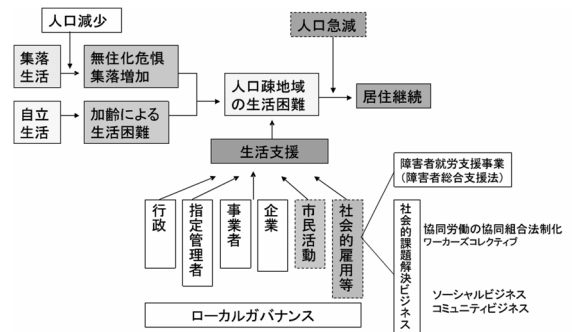 人口減少
人口急減
集落
生活
無住化危惧
集落増加
人口疎地域
の生活困難
居住継続
自立
生活
加齢による
生活困難
生活支援
障害者就労支援事業
（障害者総合支援法）
行政
指定管理者
事業者
企業
市民活動
社会的雇用等
社会的課題解決ビジネス
協同労働の協同組合法制化
ワーカーズコレクティブ
ソーシャルビジネス
コミュニティビジネス
ローカルガバナンス